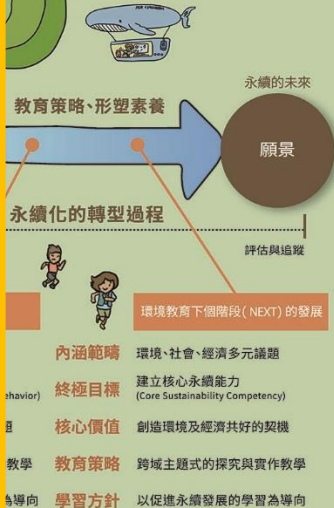 永續的未來
教育策略、形塑素養
願景
永續化的轉型過程
評估與追蹤
環境教育下個階段(NEXT)的發展
內涵範疇 環境、社會、經濟多元議題
ehavior) 終極目標 建立核心永續能力
(Core Sustainability Competency)
核心價值 創造環境及經濟共好的契機
教學 教育策略 跨域主題式的探究與實作教學
為導向 學習方針 以促進永續發展的學習為導向